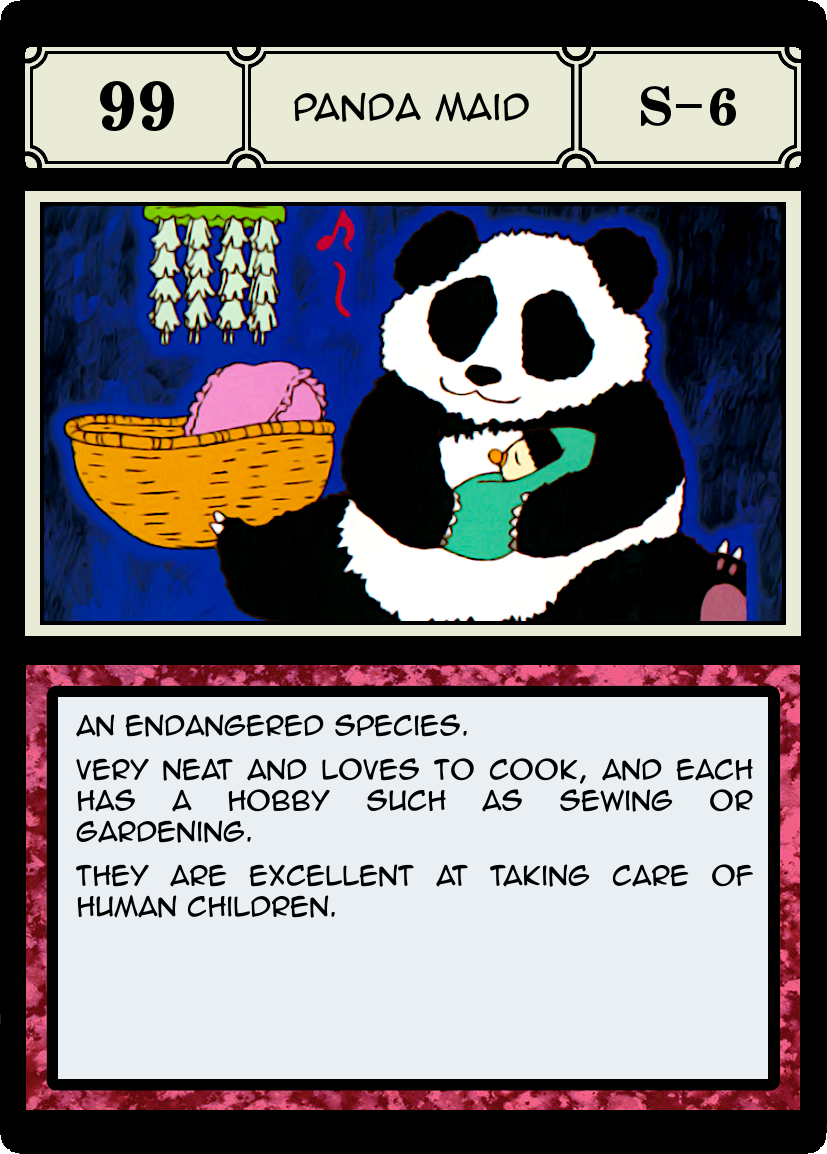 99
PANDA MAID
S-6
AN ENDANGERED SPECIES.
VERY NEAT AND LOVES TO COOK, AND EACH
HAS A HOBBY SUCH AS SEWING OR
GARDENING.
THEY ARE EXCELLENT AT TAKING CARE OF
HUMAN CHILDREN.